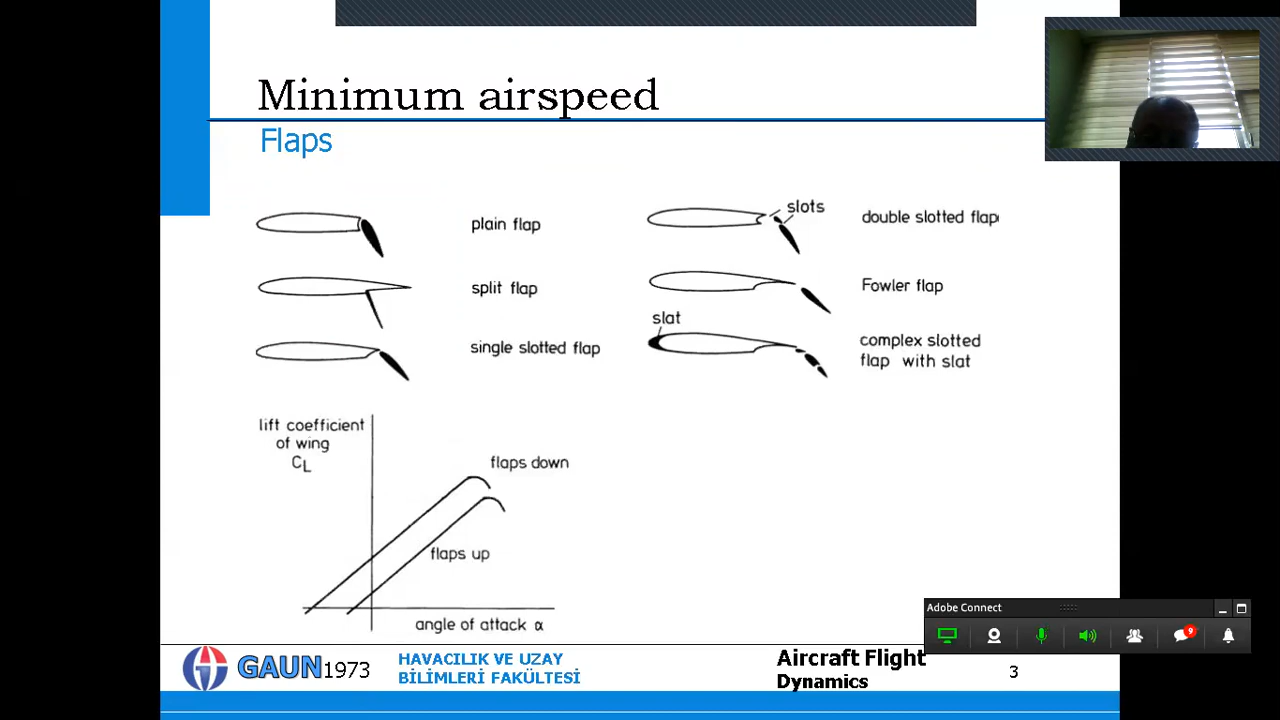 Minimum airspeed
Flaps
plain flap
split flap
single slotted flap
slots
double slotted flap
Fowler flap
slat
complex slotted
flap with slat
lift coefficient
of wing
CL
flaps down
flaps up
angle of attack α
Adobe Connect
9
GAUN1973
HAVACILIK VE UZAY
BİLİMLERİ FAKÜLTESİ
Aircraft Flight
Dynamics
3